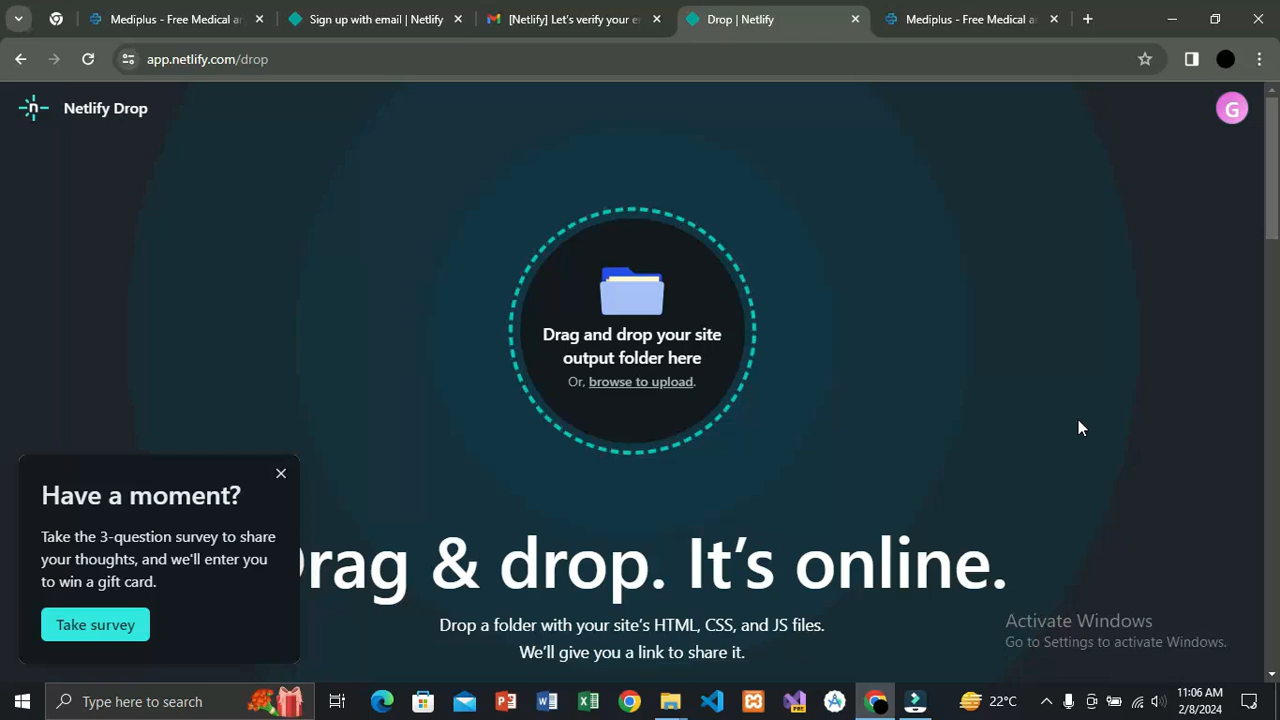 Mediplus - Free Medical ar
Sign up with email | Netlify
[Netlify] Let's verify your e
Drop | Netlify
Mediplus - Free Medical a
app.netlify.com/drop
Netlify Drop
G
Drag and drop your site
output folder here
Or, browse to upload.
Have a moment?
Take the 3-question survey to share
your thoughts, and we'll enter you
to win a gift card.
Take survey
rag & drop. It's online.
Drop a folder with your site's HTML, CSS, and JS files.
We'll give you a link to share it.
Activate Windows
Go to Settings to activate Windows.
Type here to search
22°C
11:06 AM
2/8/2024